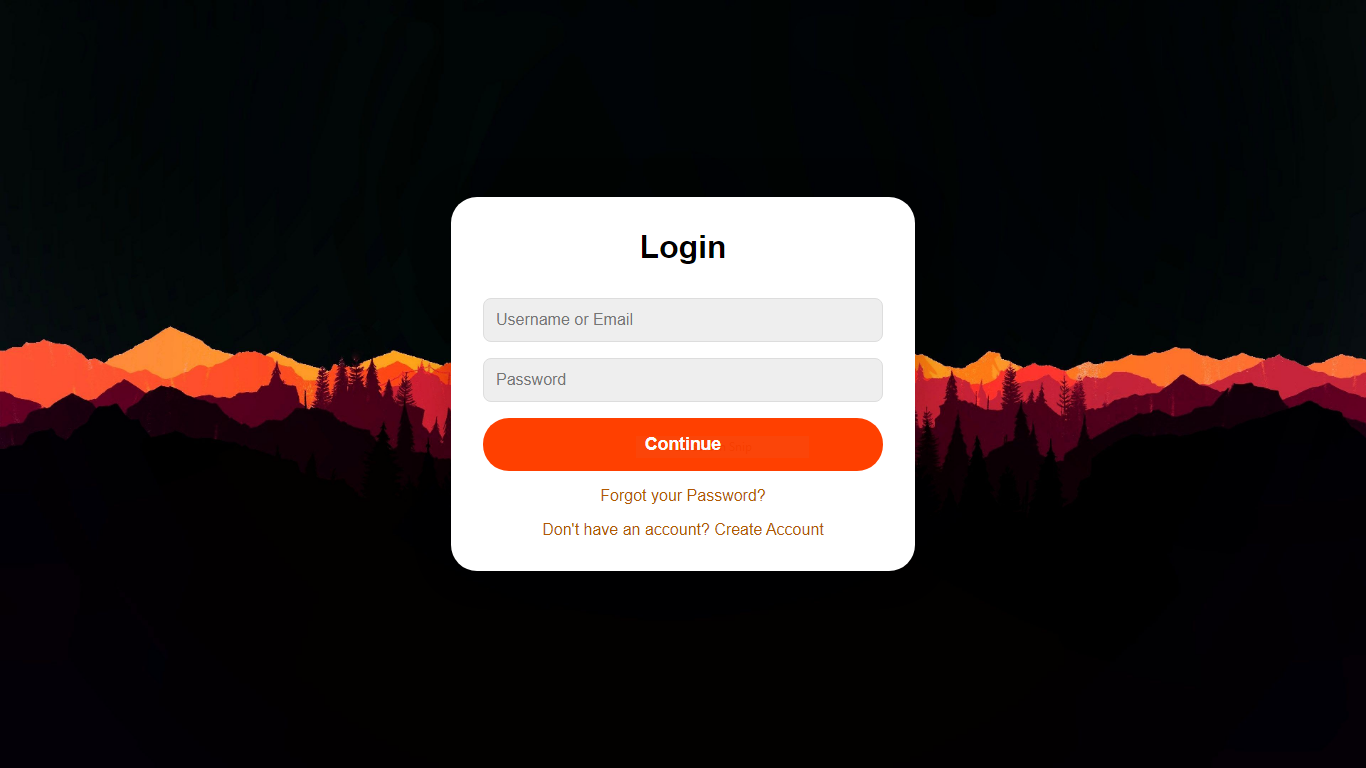 Login
Username or Email
Password
Continue
Forgot your Password?
Don't have an account? Create Account